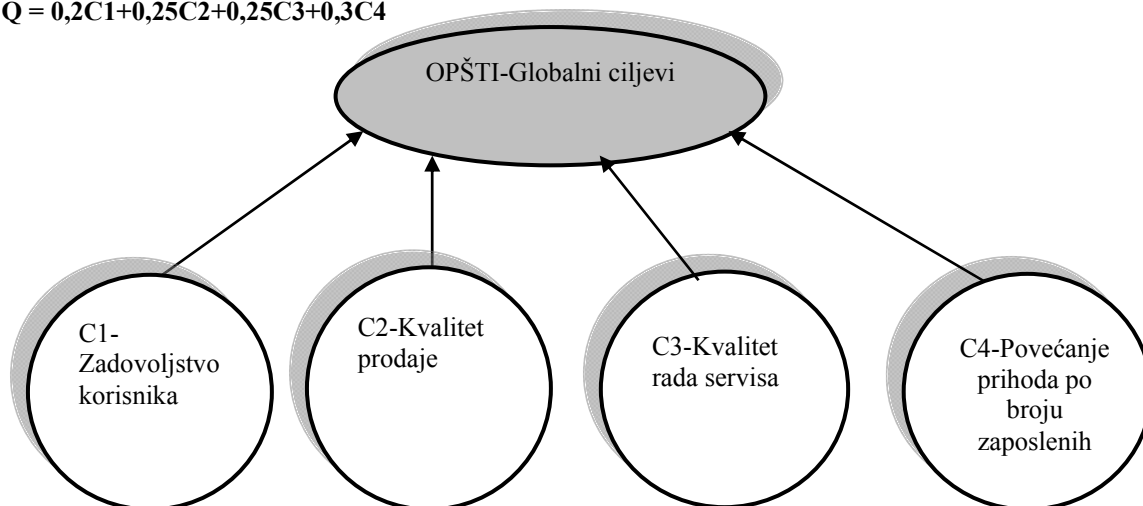 Q = 0,2C1+0,25C2+0,25C3+0,3C4
OPŠTI-Globalni ciljevi
C1-
Zadovoljstvo
korisnika
C2-Kvalitet
prodaje
C3-Kvalitet
rada servisa
C4-Povećanje
prihoda po
broju
zaposlenih